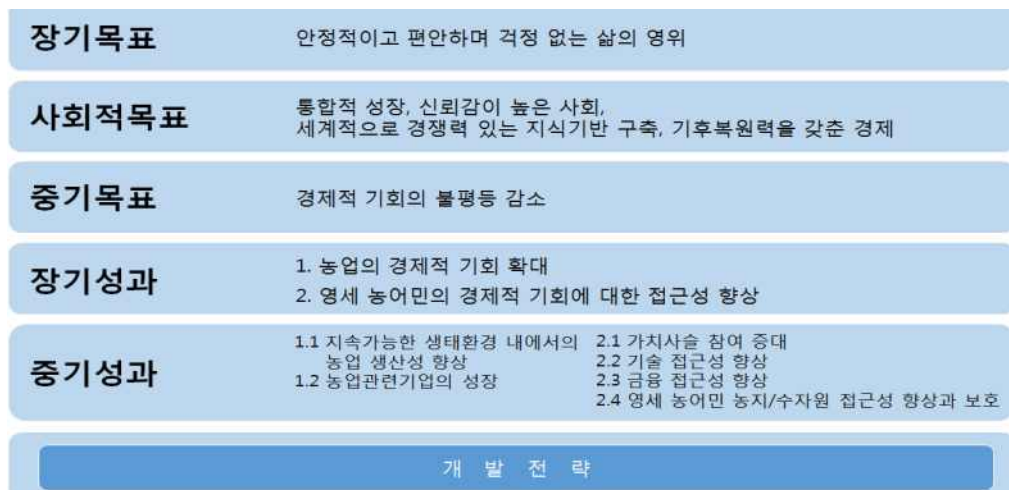 장기목표
안정적이고 편안하며 걱정 없는 삶의 영위
사회적목표
통합적 성장, 신뢰감이 높은 사회,
세계적으로 경쟁력 있는 지식기반 구축, 기후복원력을 갖춘 경제
중기목표
경제적 기회의 불평등 감소
장기성과
1. 농업의 경제적 기회 확대
2. 영세 농어민의 경제적 기회에 대한 접근성 향상
중기성과
1.1 지속가능한 생태환경 내에서의
농업 생산성 향상
1.2 농업관련기업의 성장
2.1 가치사슬 참여 증대
2.2 기술 접근성 향상
2.3 금융 접근성 향상
2.4 영세 농어민 농지/수자원 접근성 향상과 보호
개 발 전 략